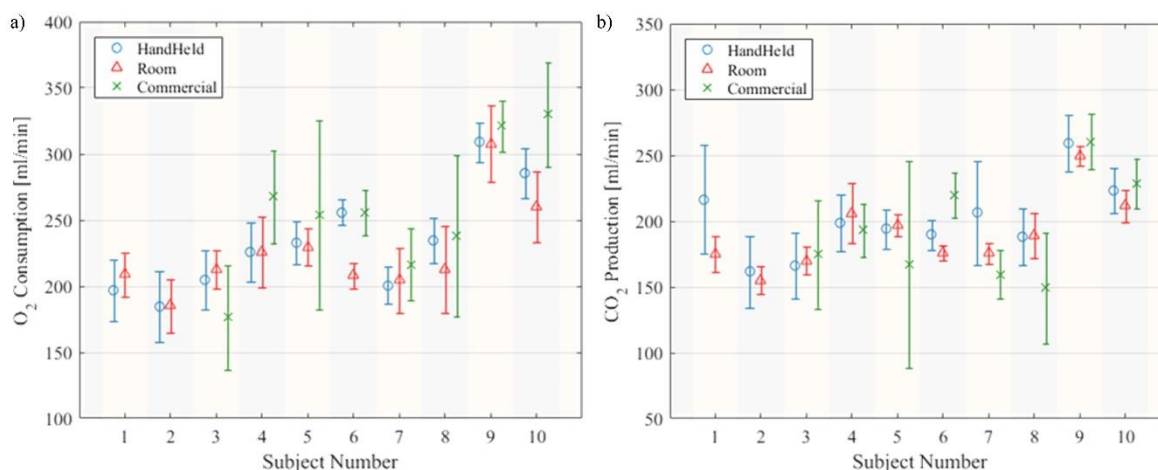 a)
400
350
300
250
200
150
100
O2 Consumption [ml/min]
HandHeld
Room
Commercial
1 2 3 4 5 6 7 8 9 10
Subject Number
b)
350
300
250
200
150
100
50
CO2 Production [ml/min]
HandHeld
Room
Commercial
1 2 3 4 5 6 7 8 9 10
Subject Number